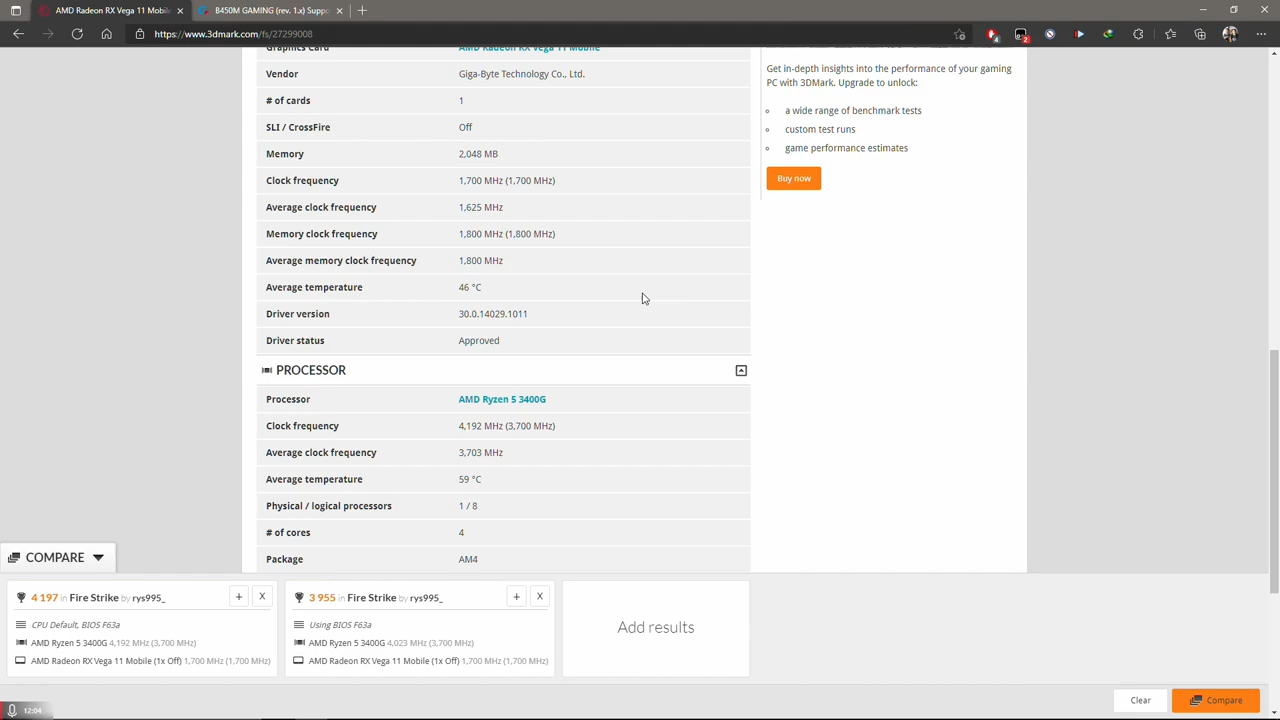 AMD Radeon RX Vega 11 Mobile
B450M GAMING (rev. 1.x) Suppo
https://www.3dmark.com/fs/27299008
4
2
Graphics Card AMD Radeon RX Vega 11 Mobile
Vendor Giga-Byte Technology Co., Ltd.
# of cards 1
SLI / CrossFire Off
Memory 2,048 MB
Clock frequency 1,700 MHz (1,700 MHz)
Average clock frequency 1,625 MHz
Memory clock frequency 1,800 MHz (1,800 MHz)
Average memory clock frequency 1,800 MHz
Average temperature 46 °C
Driver version 30.0.14029.1011
Driver status Approved
PROCESSOR
Processor AMD Ryzen 5 3400G
Clock frequency 4,192 MHz (3,700 MHz)
Average clock frequency 3,703 MHz
Average temperature 59 °C
Physical / logical processors 1 / 8
# of cores 4
Package AM4
Get in-depth insights into the performance of your gaming
PC with 3DMark. Upgrade to unlock:
a wide range of benchmark tests
custom test runs
game performance estimates
Buy now
COMPARE
4 197 in Fire Strike by rys995_ + X
CPU Default, BIOS F63a
AMD Ryzen 5 3400G 4,192 MHz (3,700 MHz)
AMD Radeon RX Vega 11 Mobile (1x Off) 1,700 MHz (1,700 MHz)
3 955 in Fire Strike by rys995_ + X
Using BIOS F63a
AMD Ryzen 5 3400G 4,023 MHz (3,700 MHz)
AMD Radeon RX Vega 11 Mobile (1x Off) 1,700 MHz (1,700 MHz)
Add results
Clear
Compare
12:04